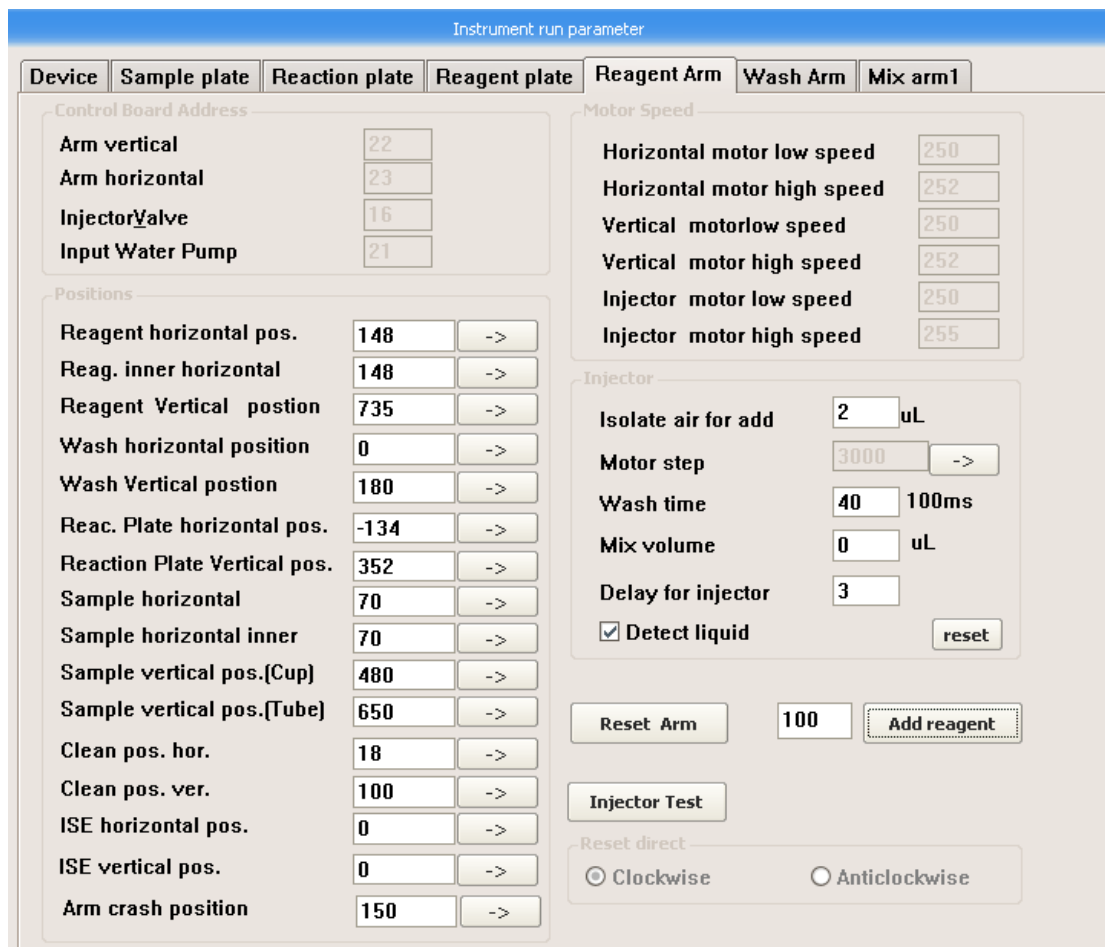 Instrument run parameter
Device Sample plate Reaction plate Reagent plate Reagent Arm Wash Arm Mix arm1
Control Board Address
Arm vertical 22
Arm horizontal 23
InjectorValve 16
Input Water Pump 21
Positions
Reagent horizontal pos. 148 ->
Reag. inner horizontal 148 ->
Reagent Vertical postion 735 ->
Wash horizontal position 0 ->
Wash Vertical postion 180 ->
Reac. Plate horizontal pos. -134 ->
Reaction Plate Vertical pos. 352 ->
Sample horizontal 70 ->
Sample horizontal inner 70 ->
Sample vertical pos.(Cup) 480 ->
Sample vertical pos.(Tube) 650 ->
Clean pos. hor. 18 ->
Clean pos. ver. 100 ->
ISE horizontal pos. 0 ->
ISE vertical pos. 0 ->
Arm crash position 150 ->
Motor Speed
Horizontal motor low speed 250
Horizontal motor high speed 252
Vertical motorlow speed 250
Vertical motor high speed 252
Injector motor low speed 250
Injector motor high speed 255
Injector
Isolate air for add 2 uL
Motor step 3000 ->
Wash time 40 100ms
Mix volume 0 uL
Delay for injector 3
Detect liquid reset
Reset Arm 100 Add reagent
Injector Test
Reset direct
Clockwise Anticlockwise